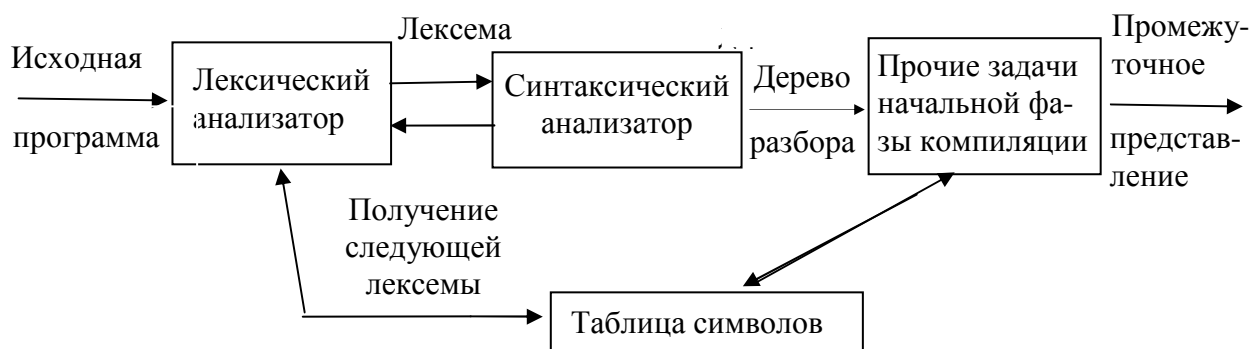 Исходная
программа
Лексический
анализатор
Лексема
Синтаксический
анализатор
Дерево
разбора
Прочие задачи
начальной фа-
зы компиляции
Промежу-
точное
представ-
ление
Получение
следующей
лексемы
Таблица символов